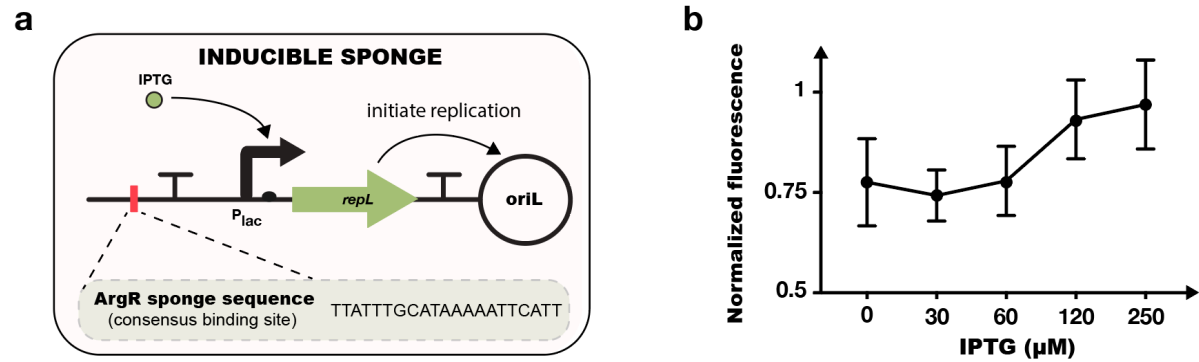 a
INDUCIBLE SPONGE
IPTG
initiate replication
Plac
repL
oriL
ArgR sponge sequence
(consensus binding site)
TTATTTGCATAAAAATTCATT
b
Normalized fluorescence
1
0.75
0.5
0 30 60 120 250
IPTG (µM)